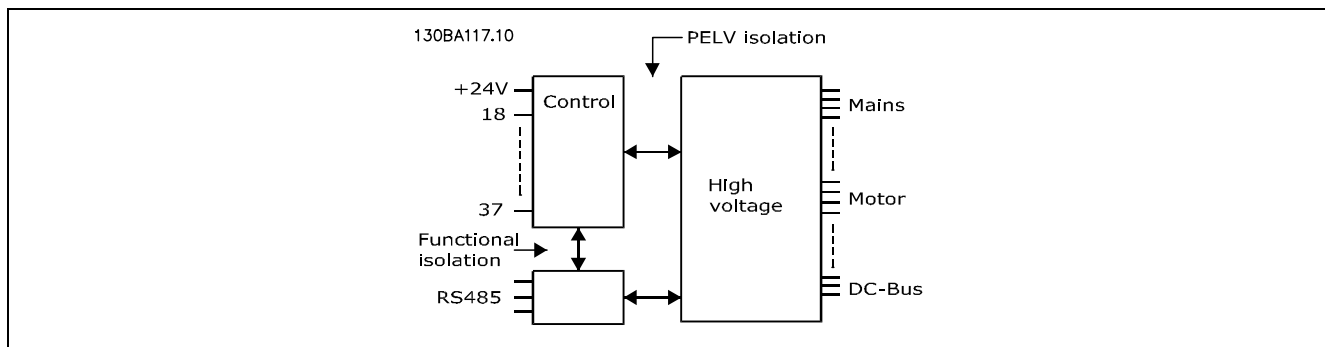 130BA117.10
PELV isolation
+24V
Control
18
Mains
High
voltage
Motor
37
Functional
isolation
RS485
DC-Bus